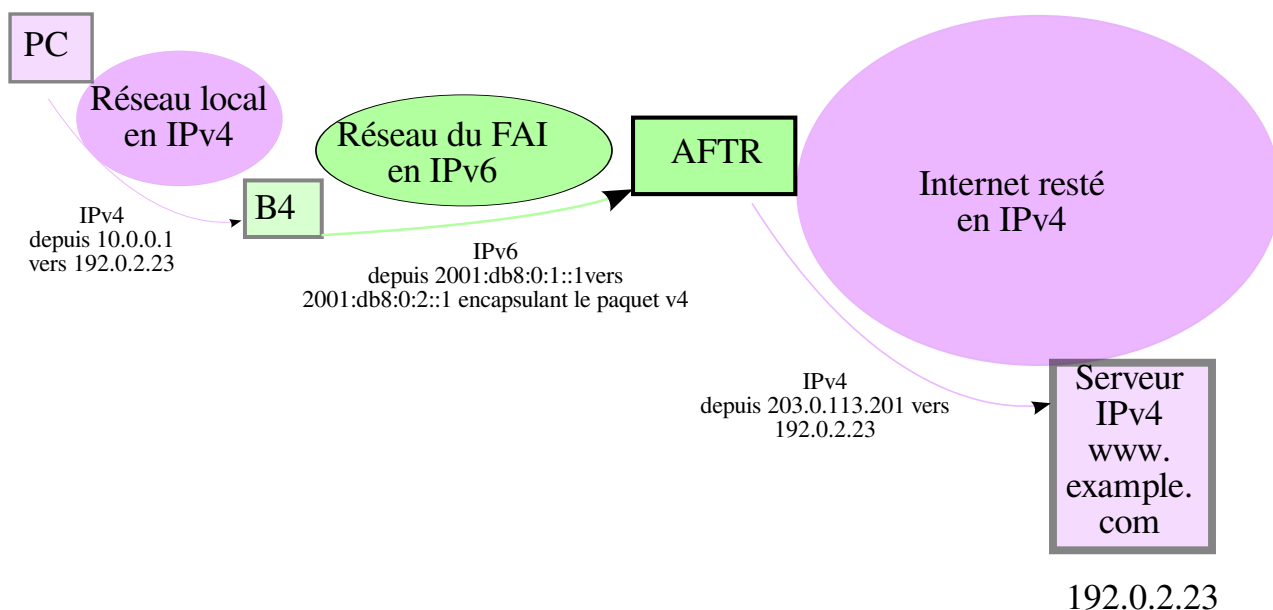 PC
Réseau local
en IPv4
Réseau du FAI
en IPv6
AFTR
Internet resté
en IPv4
B4
IPv4
depuis 10.0.0.1
vers 192.0.2.23
IPv6
depuis 2001:db8:0:1::1vers
2001:db8:0:2::1 encapsulant le paquet v4
IPv4
depuis 203.0.113.201 vers
192.0.2.23
Serveur
IPv4
www.
example.
com
192.0.2.23